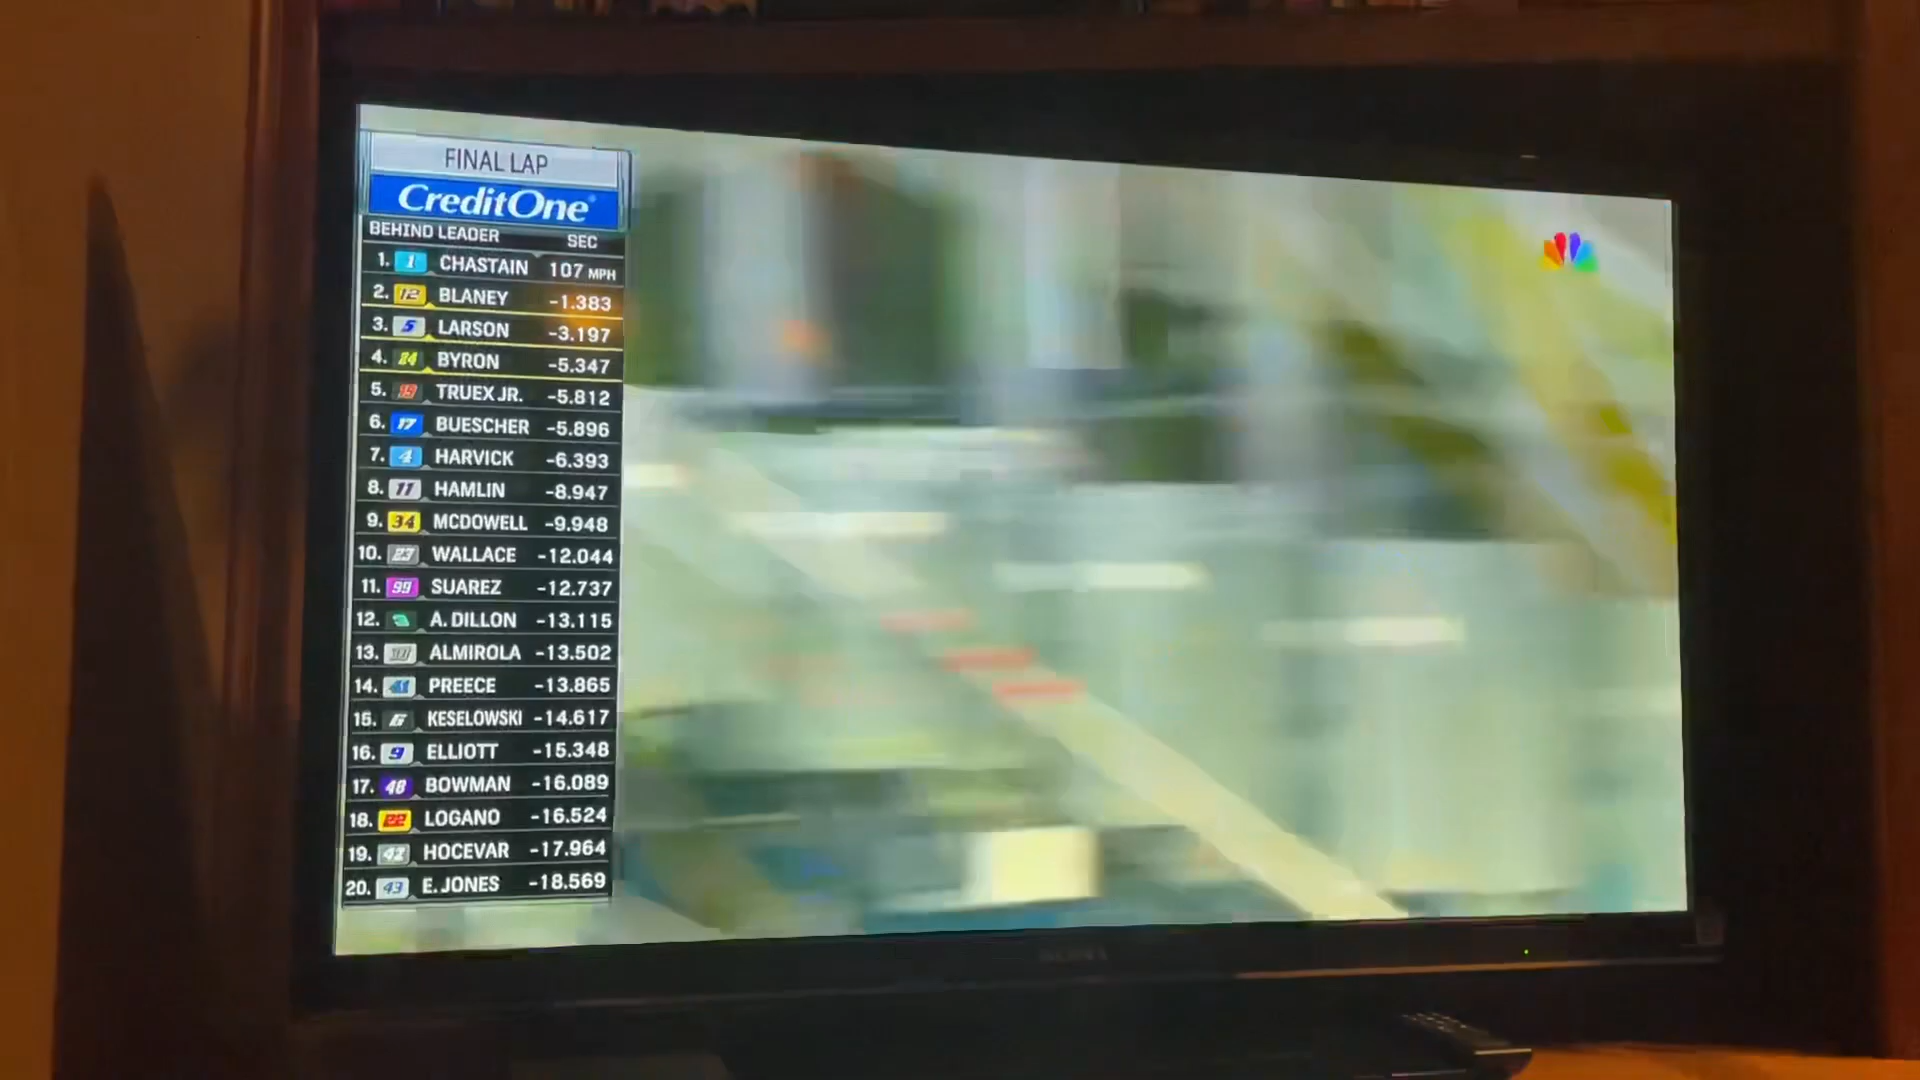 FINAL LAP
CreditOne
BEHIND LEADER SEC
1. 1 CHASTAIN 107 MPH
2. 12 BLANEY -1.383
3. 5 LARSON -3.197
4. 24 BYRON -5.347
5. 19 TRUEX JR. -5.812
6. 17 BUESCHER -5.896
7. 4 HARVICK -6.393
8. 11 HAMLIN -8.947
9. 34 MCDOWELL -9.948
10. 23 WALLACE -12.044
11. 99 SUAREZ -12.737
12. 3 A. DILLON -13.115
13. 10 ALMIROLA -13.502
14. 41 PREECE -13.865
15. 6 KESELOWSKI -14.617
16. 9 ELLIOTT -15.348
17. 48 BOWMAN -16.089
18. 22 LOGANO -16.524
19. 42 HOCEVAR -17.964
20. 43 E. JONES -18.569
SONY